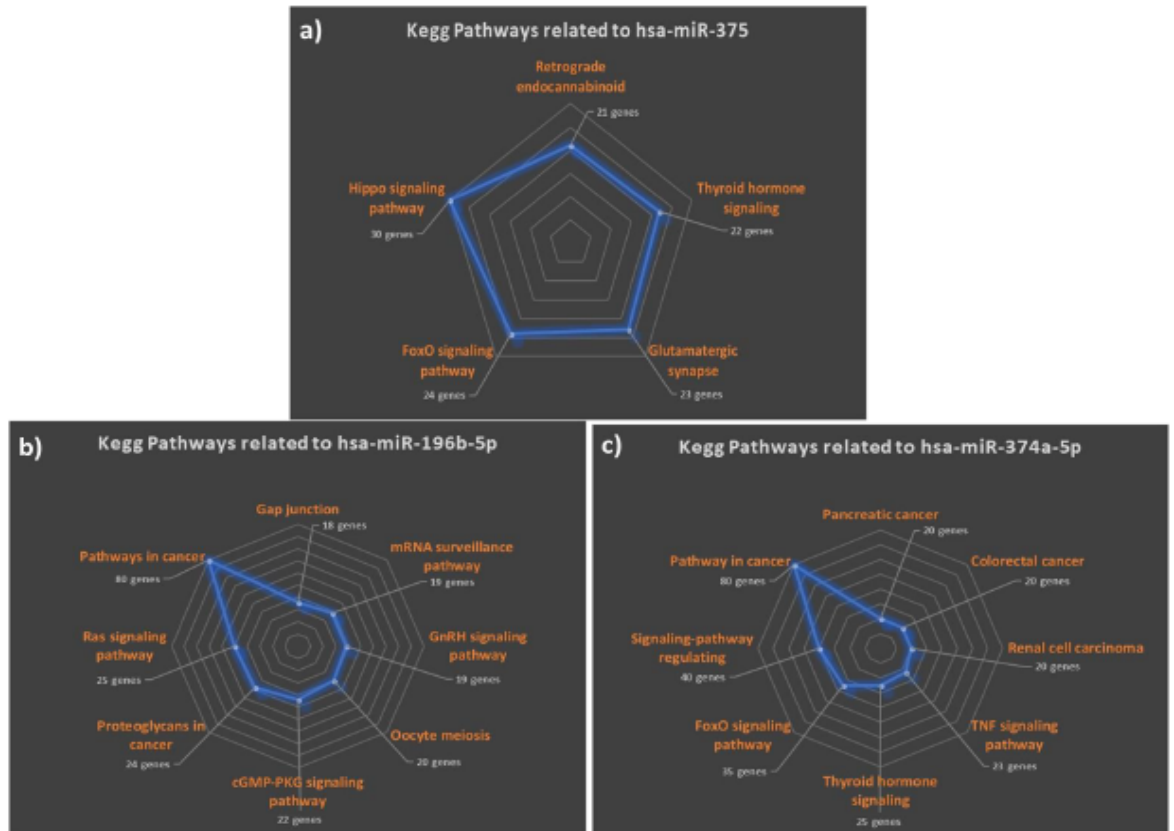 a)
Kegg Pathways related to hsa-miR-375
Retrograde
endocannabinoid
21 genes
Hippo signaling
pathway
30 genes
Thyroid hormone
signaling
22 genes
FoxO signaling
pathway
24 genes
Glutamatergic
synapse
23 genes
b)
Kegg Pathways related to hsa-miR-196b-5p
Gap junction
18 genes
mRNA surveillance
pathway
19 genes
Pathways in cancer
80 genes
GnRH signaling
pathway
19 genes
Ras signaling
pathway
25 genes
Oocyte meiosis
20 genes
Proteoglycans in
cancer
24 genes
cGMP-PKG signaling
pathway
22 genes
c)
Kegg Pathways related to hsa-miR-374a-5p
Pancreatic cancer
20 genes
Colorectal cancer
20 genes
Pathway in cancer
80 genes
Renal cell carcinoma
20 genes
Signaling-pathway
regulating
40 genes
TNF signaling
pathway
23 genes
FoxO signaling
pathway
35 genes
Thyroid hormone
signaling
25 genes